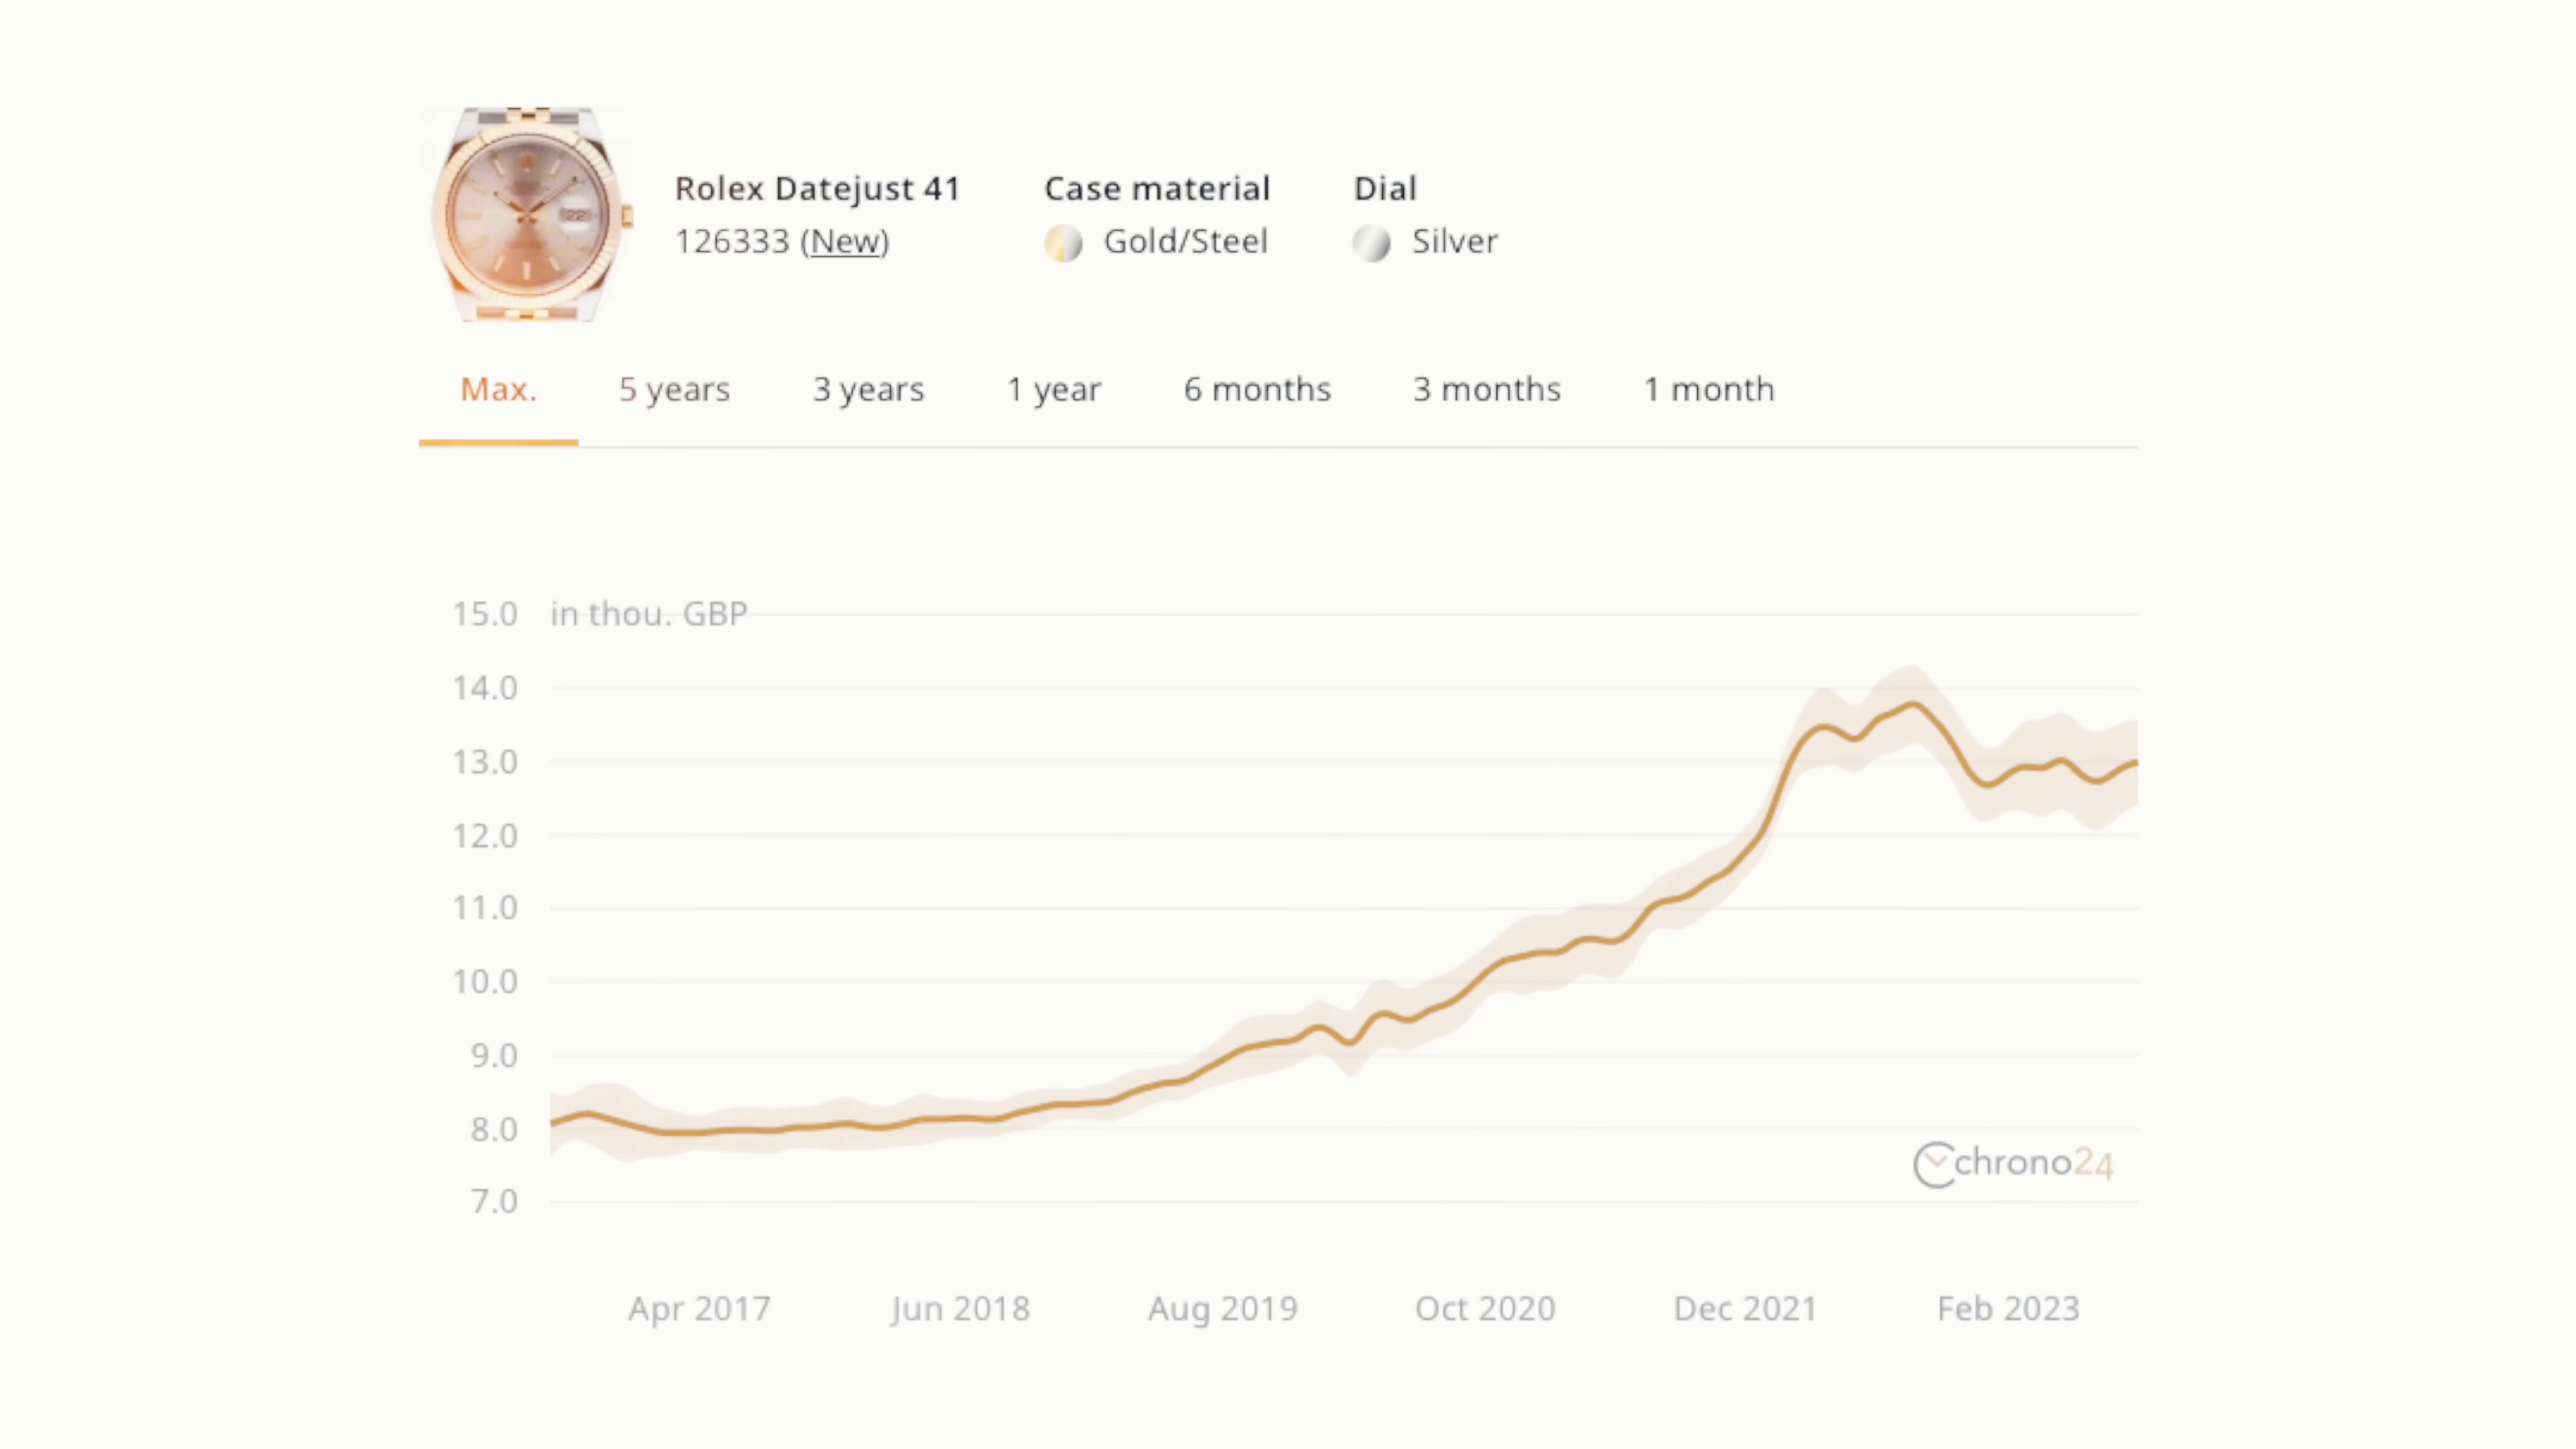 Rolex Datejust 41
126333 (New)
Case material
Gold/Steel
Dial
Silver
Max. 5 years 3 years 1 year 6 months 3 months 1 month
15.0 in thou. GBP
14.0
13.0
12.0
11.0
10.0
9.0
8.0
7.0
chrono24
Apr 2017 Jun 2018 Aug 2019 Oct 2020 Dec 2021 Feb 2023